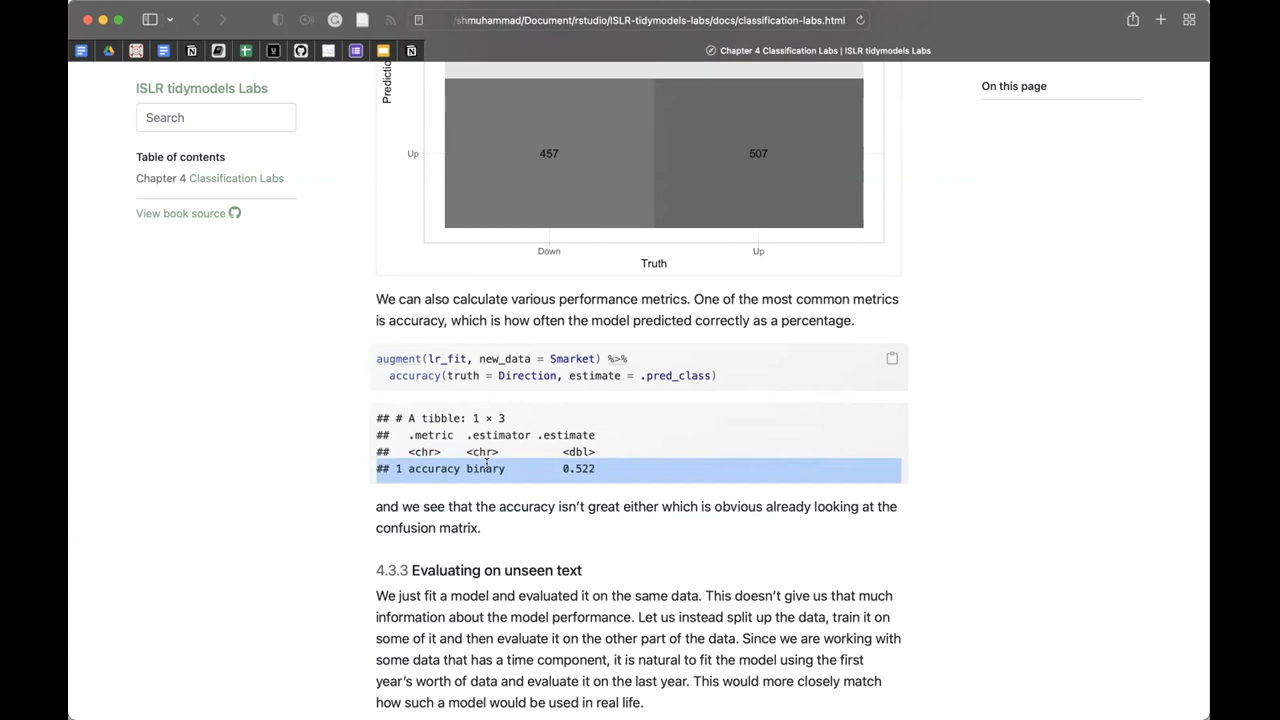 /shmuhammad/Document/rstudio/ISLR-tidymodels-labs/docs/classification-labs.html
Chapter 4 Classification Labs | ISLR tidymodels Labs
ISLR tidymodels Labs
Search
Table of contents
Chapter 4 Classification Labs
View book source
On this page
Predictio
Up
457
507
Down
Up
Truth
We can also calculate various performance metrics. One of the most common metrics
is accuracy, which is how often the model predicted correctly as a percentage.
augment(lr_fit, new_data = Smarket) %>%
accuracy(truth = Direction, estimate = .pred_class)
## # A tibble: 1 × 3
## .metric .estimator .estimate
## <chr> <chr> <dbl>
## 1 accuracy binary 0.522
and we see that the accuracy isn’t great either which is obvious already looking at the
confusion matrix.
4.3.3 Evaluating on unseen text
We just fit a model and evaluated it on the same data. This doesn’t give us that much
information about the model performance. Let us instead split up the data, train it on
some of it and then evaluate it on the other part of the data. Since we are working with
some data that has a time component, it is natural to fit the model using the first
year’s worth of data and evaluate it on the last year. This would more closely match
how such a model would be used in real life.